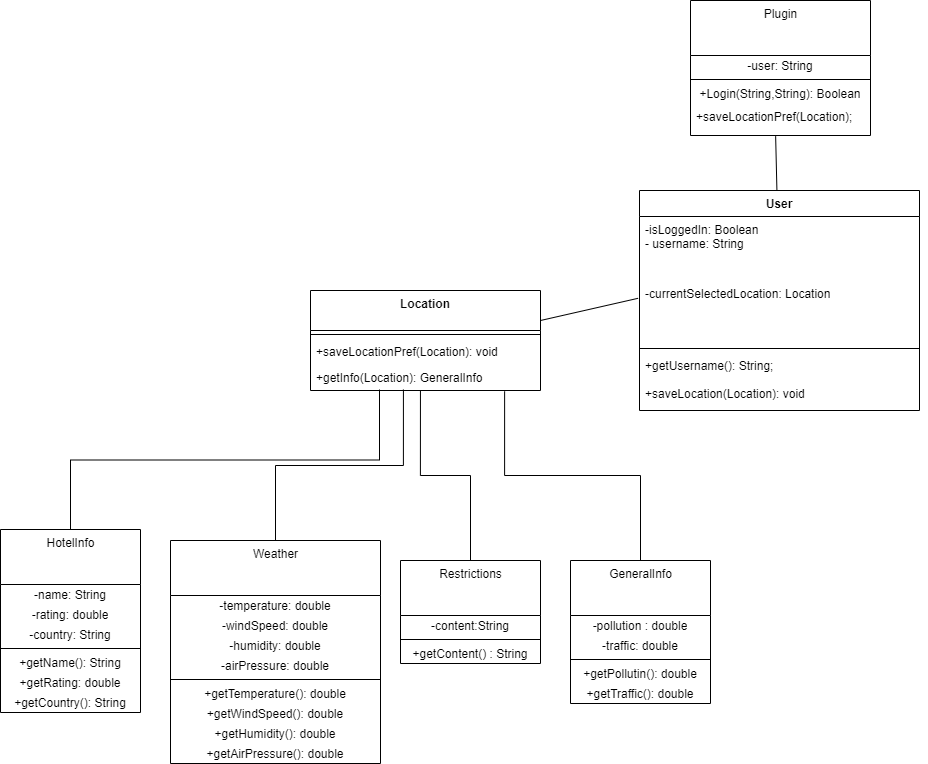 Plugin
-user: String
+Login(String,String): Boolean
+saveLocationPref(Location);
User
-isLoggedIn: Boolean
- username: String
-currentSelectedLocation: Location
+getUsername(): String;
+saveLocation(Location): void
Location
+saveLocationPref(Location): void
+getInfo(Location): GeneralInfo
HotelInfo
-name: String
-rating: double
-country: String
+getName(): String
+getRating: double
+getCountry(): String
Weather
-temperature: double
-windSpeed: double
-humidity: double
-airPressure: double
+getTemperature(): double
+getWindSpeed(): double
+getHumidity(): double
+getAirPressure(): double
Restrictions
-content:String
+getContent() : String
GeneralInfo
-pollution : double
-traffic: double
+getPollutin(): double
+getTraffic(): double